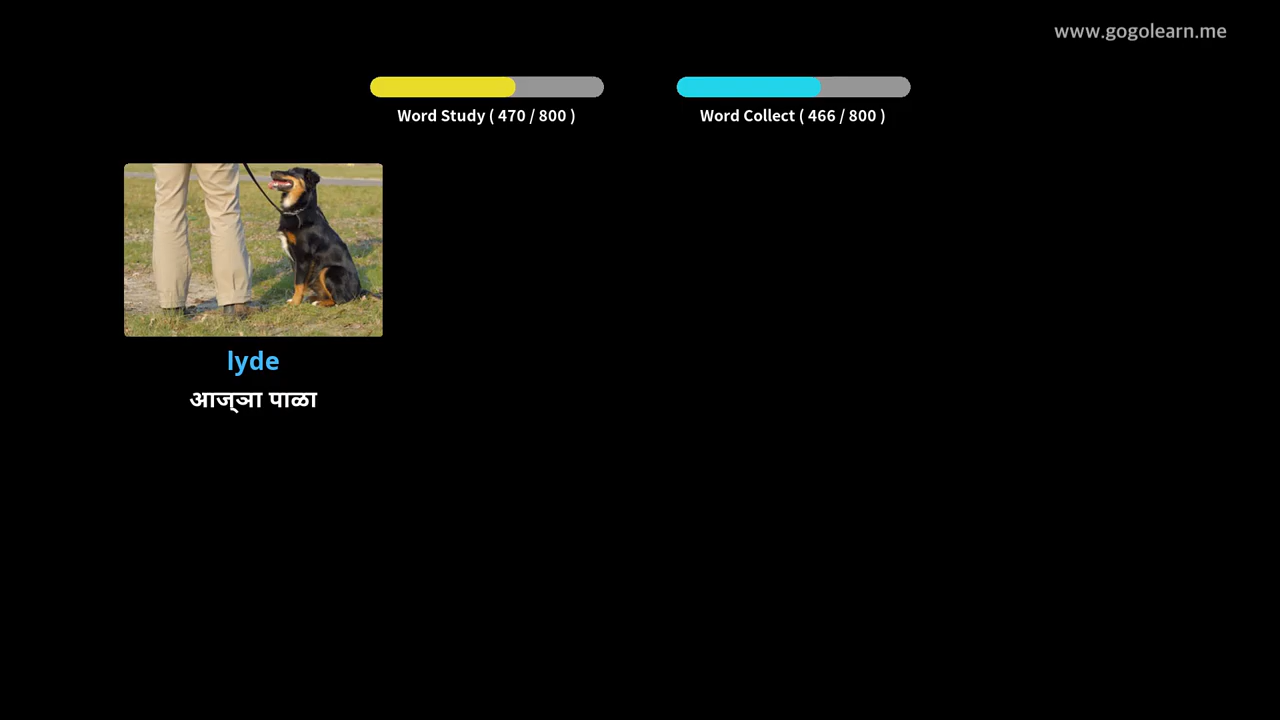 www.gogolearn.me
Word Study ( 470 / 800 )
Word Collect ( 466 / 800 )
lyde
आज्ञा पाळा